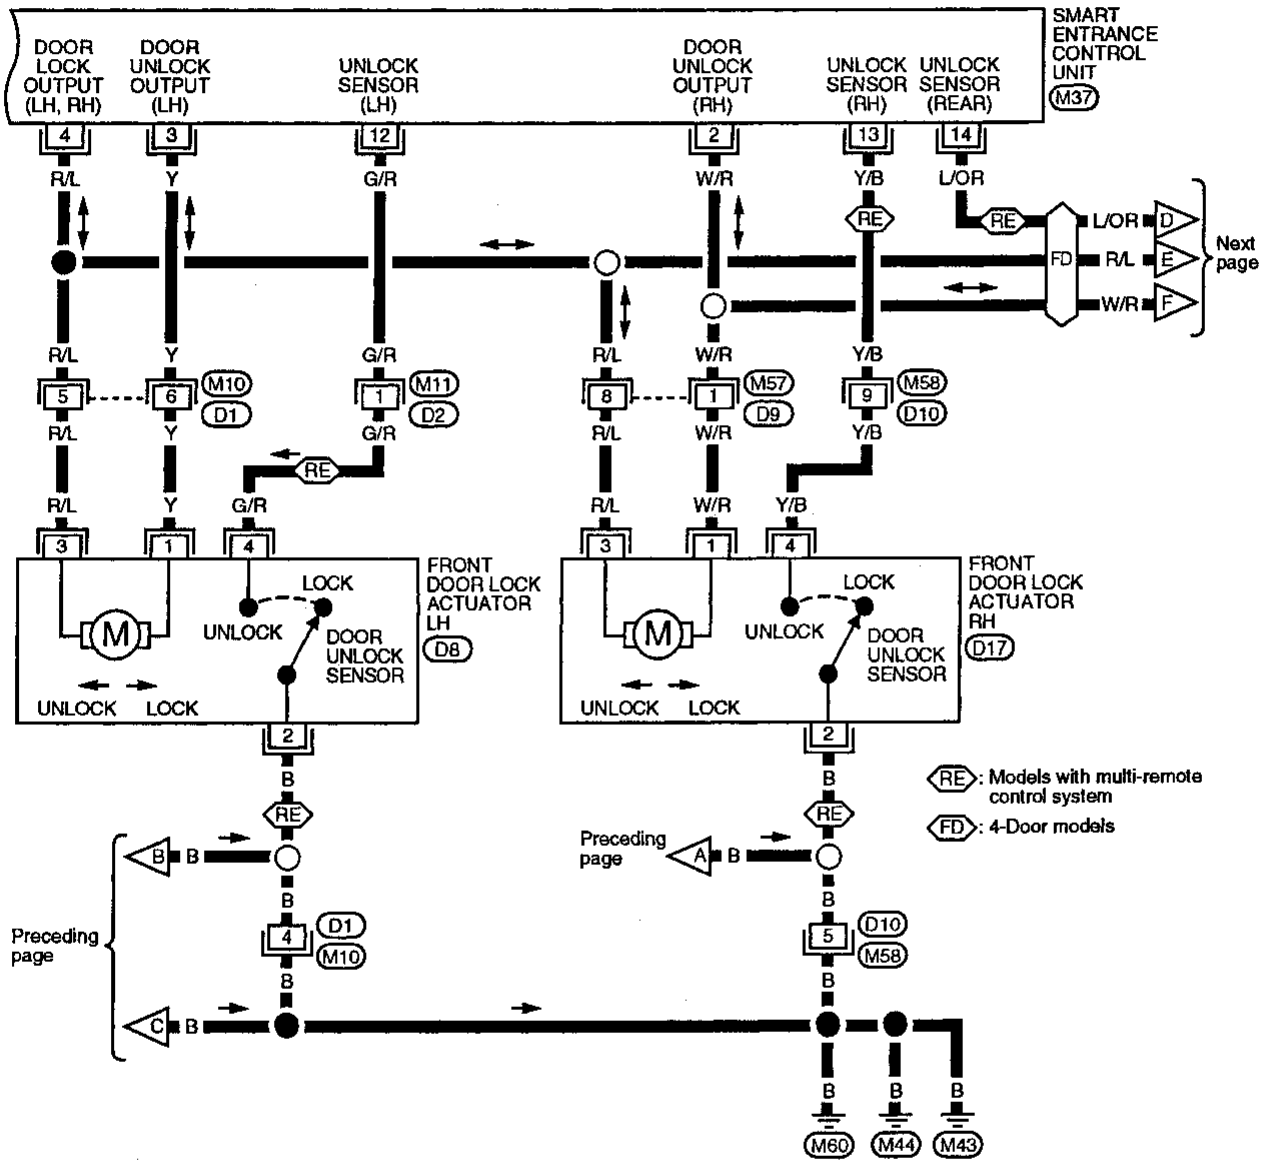 SMART
ENTRANCE
CONTROL
UNIT
M37
DOOR
LOCK
OUTPUT
(LH, RH)
DOOR
UNLOCK
OUTPUT
(LH)
UNLOCK
SENSOR
(LH)
DOOR
UNLOCK
OUTPUT
(RH)
UNLOCK
SENSOR
(RH)
UNLOCK
SENSOR
(REAR)
4
3
12
2
13
14
R/L
Y
G/R
W/R
Y/B
L/OR
RE
RE
L/OR
D
FD
R/L
E
W/R
F
Next
page
R/L
Y
G/R
R/L
W/R
Y/B
5
6
M10
D1
1
M11
D2
8
1
M57
D9
9
M58
D10
R/L
Y
G/R
R/L
W/R
Y/B
RE
R/L
Y
G/R
R/L
W/R
Y/B
3
1
4
3
1
4
FRONT
DOOR LOCK
ACTUATOR
LH
D8
LOCK
UNLOCK
M
DOOR
UNLOCK
SENSOR
UNLOCK
LOCK
FRONT
DOOR LOCK
ACTUATOR
RH
D17
LOCK
UNLOCK
M
DOOR
UNLOCK
SENSOR
UNLOCK
LOCK
2
2
B
B
RE
RE
RE : Models with multi-remote
control system
FD : 4-Door models
B
B
Preceding
page
A
B
B
B
4
D1
M10
5
D10
M58
Preceding
page
B
B
C
B
B
B
B
M60
M44
M43